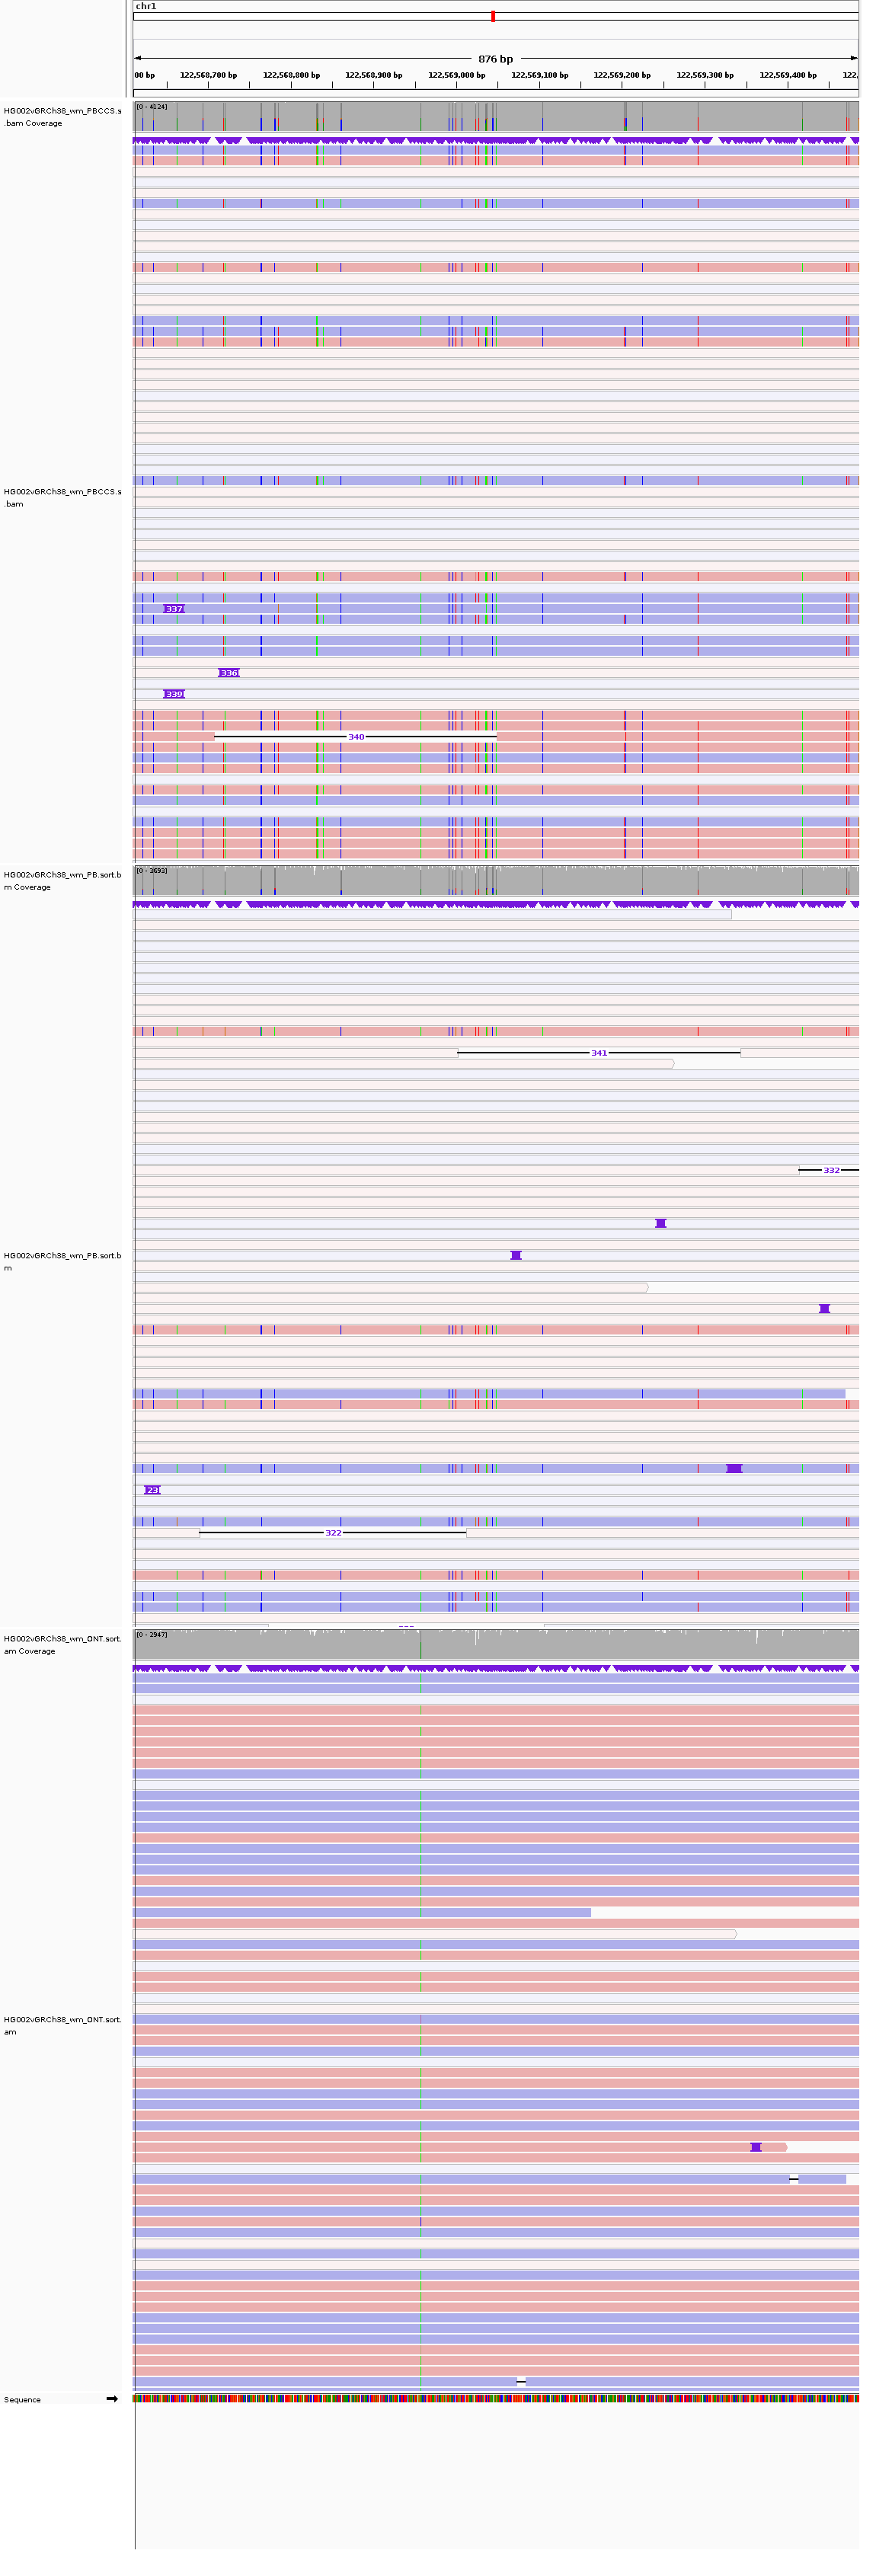 chr1
876 bp
00 bp 122,568,700 bp 122,568,800 bp 122,568,900 bp 122,569,000 bp 122,569,100 bp 122,569,200 bp 122,569,300 bp 122,569,400 bp 122,
HG002vGRCh38_wm_PBCCS.s
.bam Coverage
[0 - 4124]
HG002vGRCh38_wm_PBCCS.s
.bam
337
336
339
340
HG002vGRCh38_wm_PB.sort.b
m Coverage
[0 - 3693]
341
332
HG002vGRCh38_wm_PB.sort.b
m
23
322
HG002vGRCh38_wm_ONT.sort.
am Coverage
[0 - 2947]
HG002vGRCh38_wm_ONT.sort.
am
Sequence